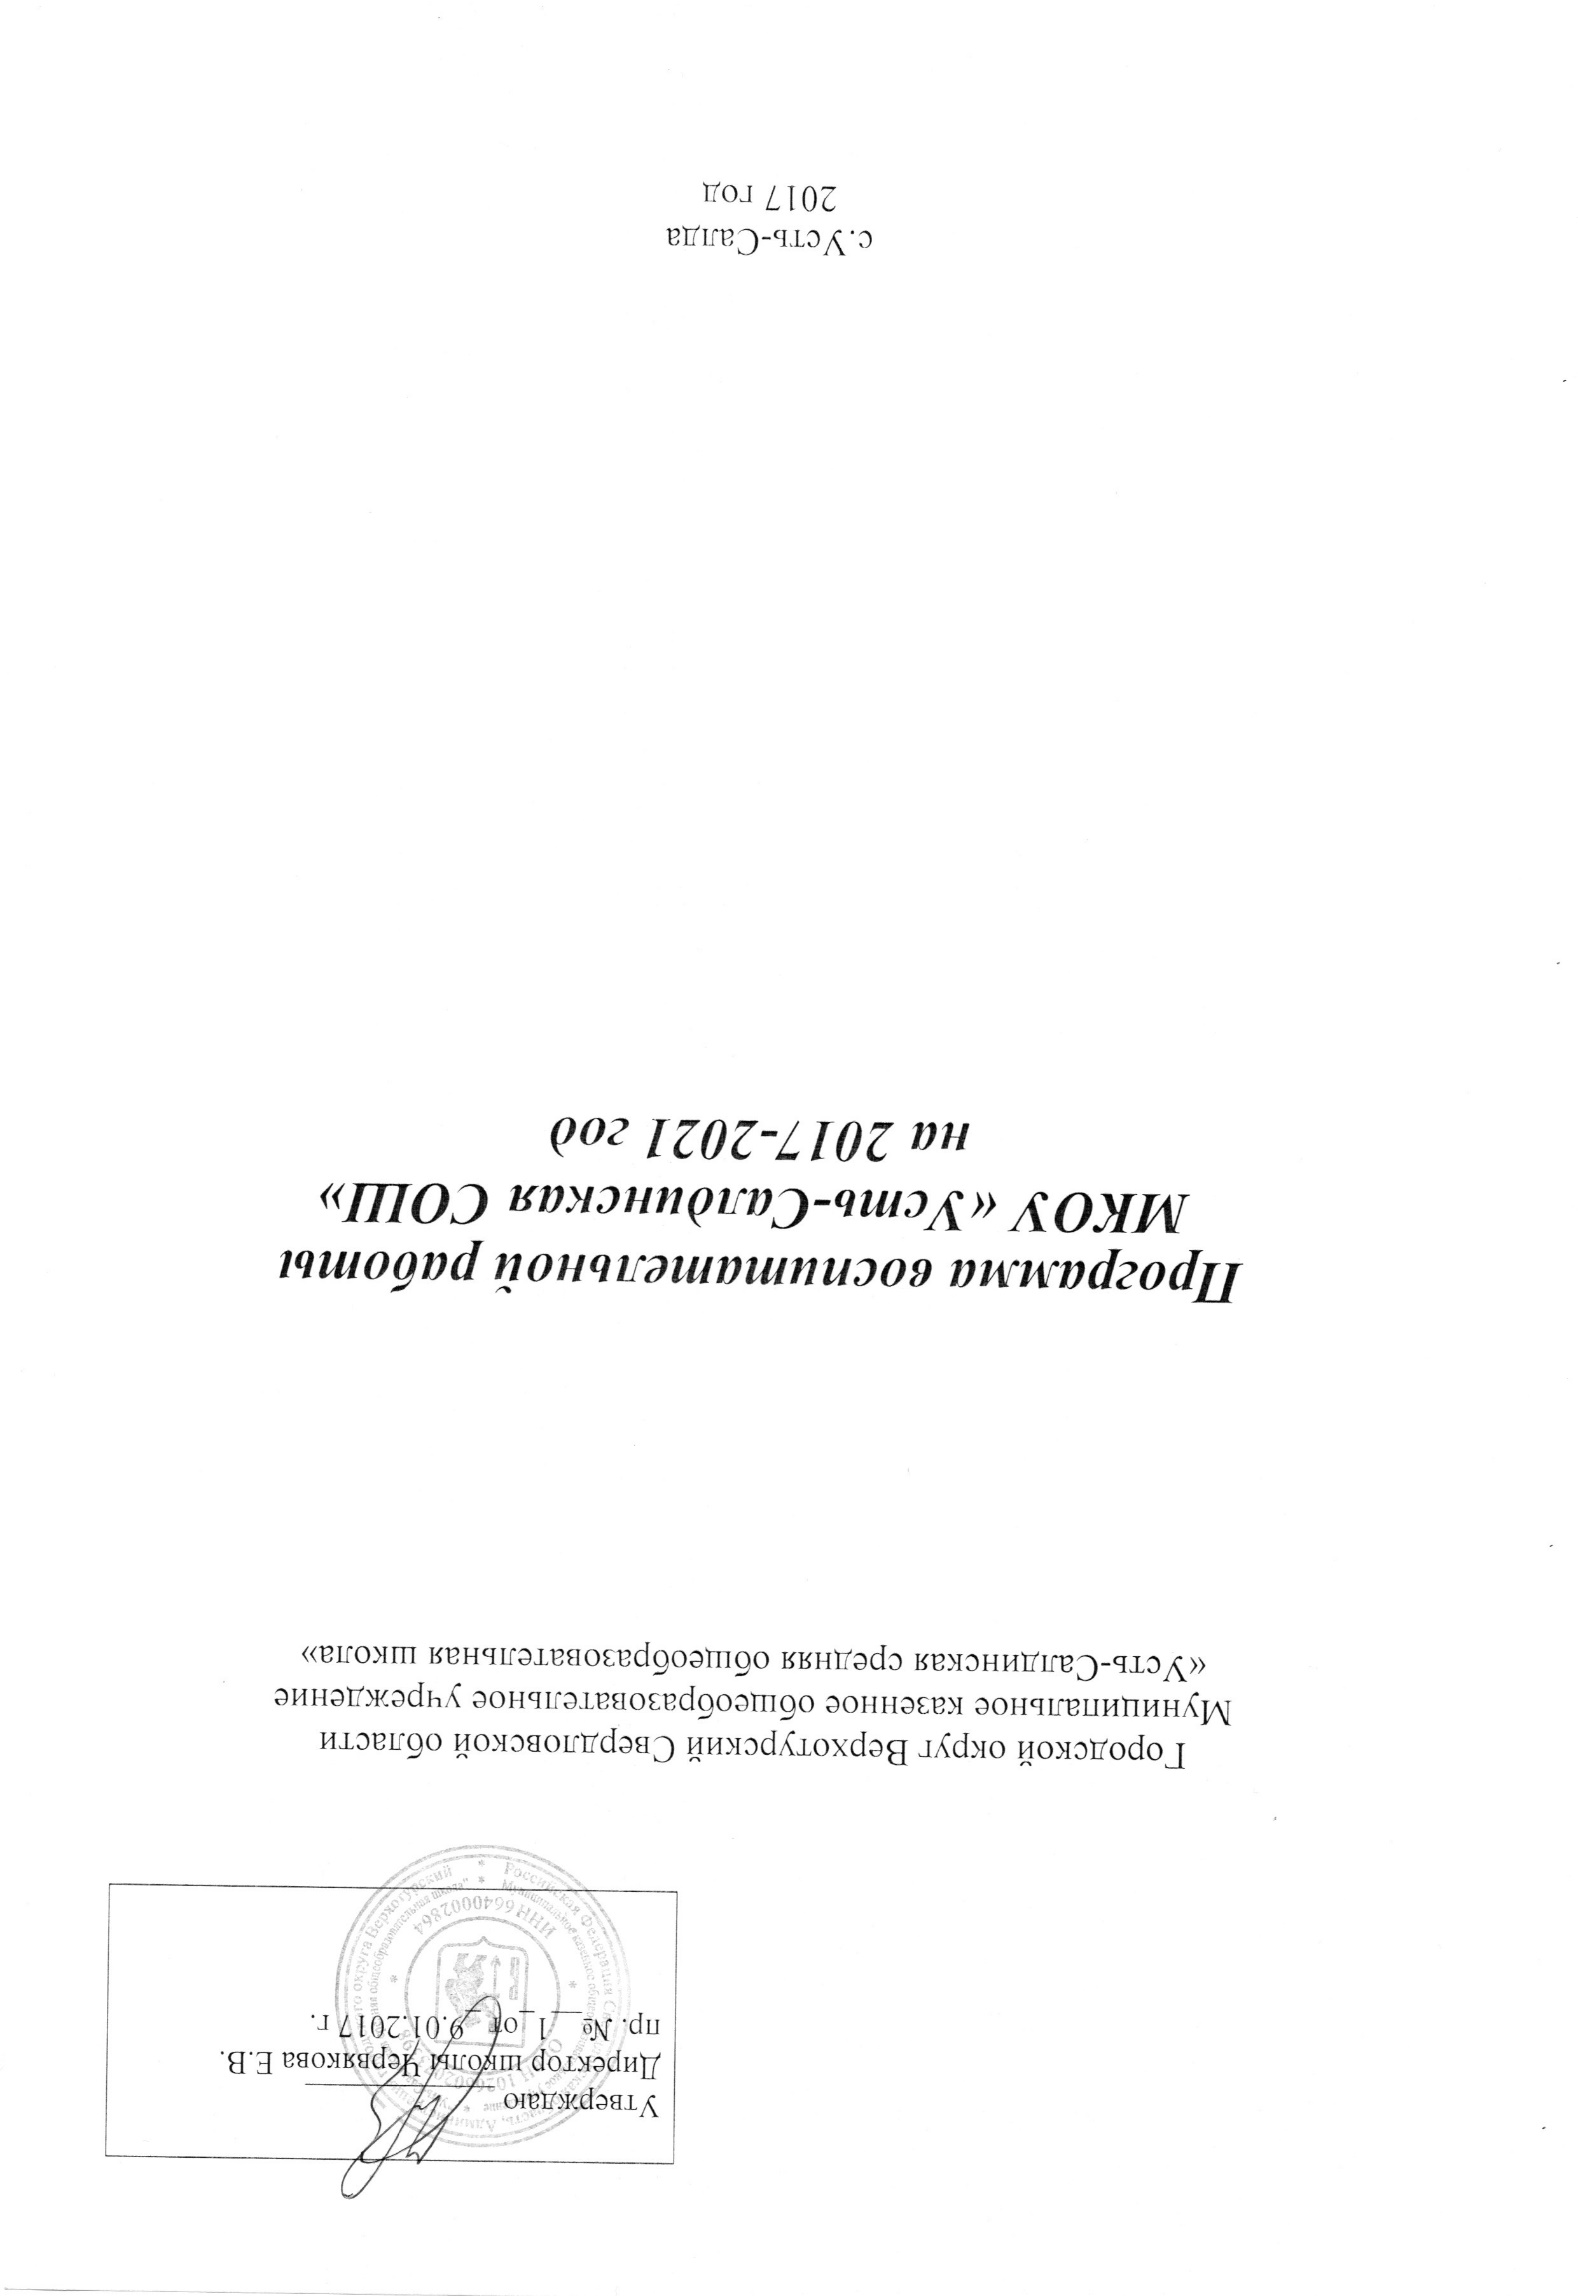 Утверждаю
Директор школы Червякова Е.В.
пр. № 1 от 9.01.2017 г.
ИНН 6640002864
Городской округ Верхотурский Свердловской области
Муниципальное казенное общеобразовательное учреждение
«Усть-Салдинская средняя общеобразовательная школа»
Программа воспитательной работы
МКОУ «Усть-Салдинская СОШ»
на 2017-2021 год
с.Усть-Салда
2017 год